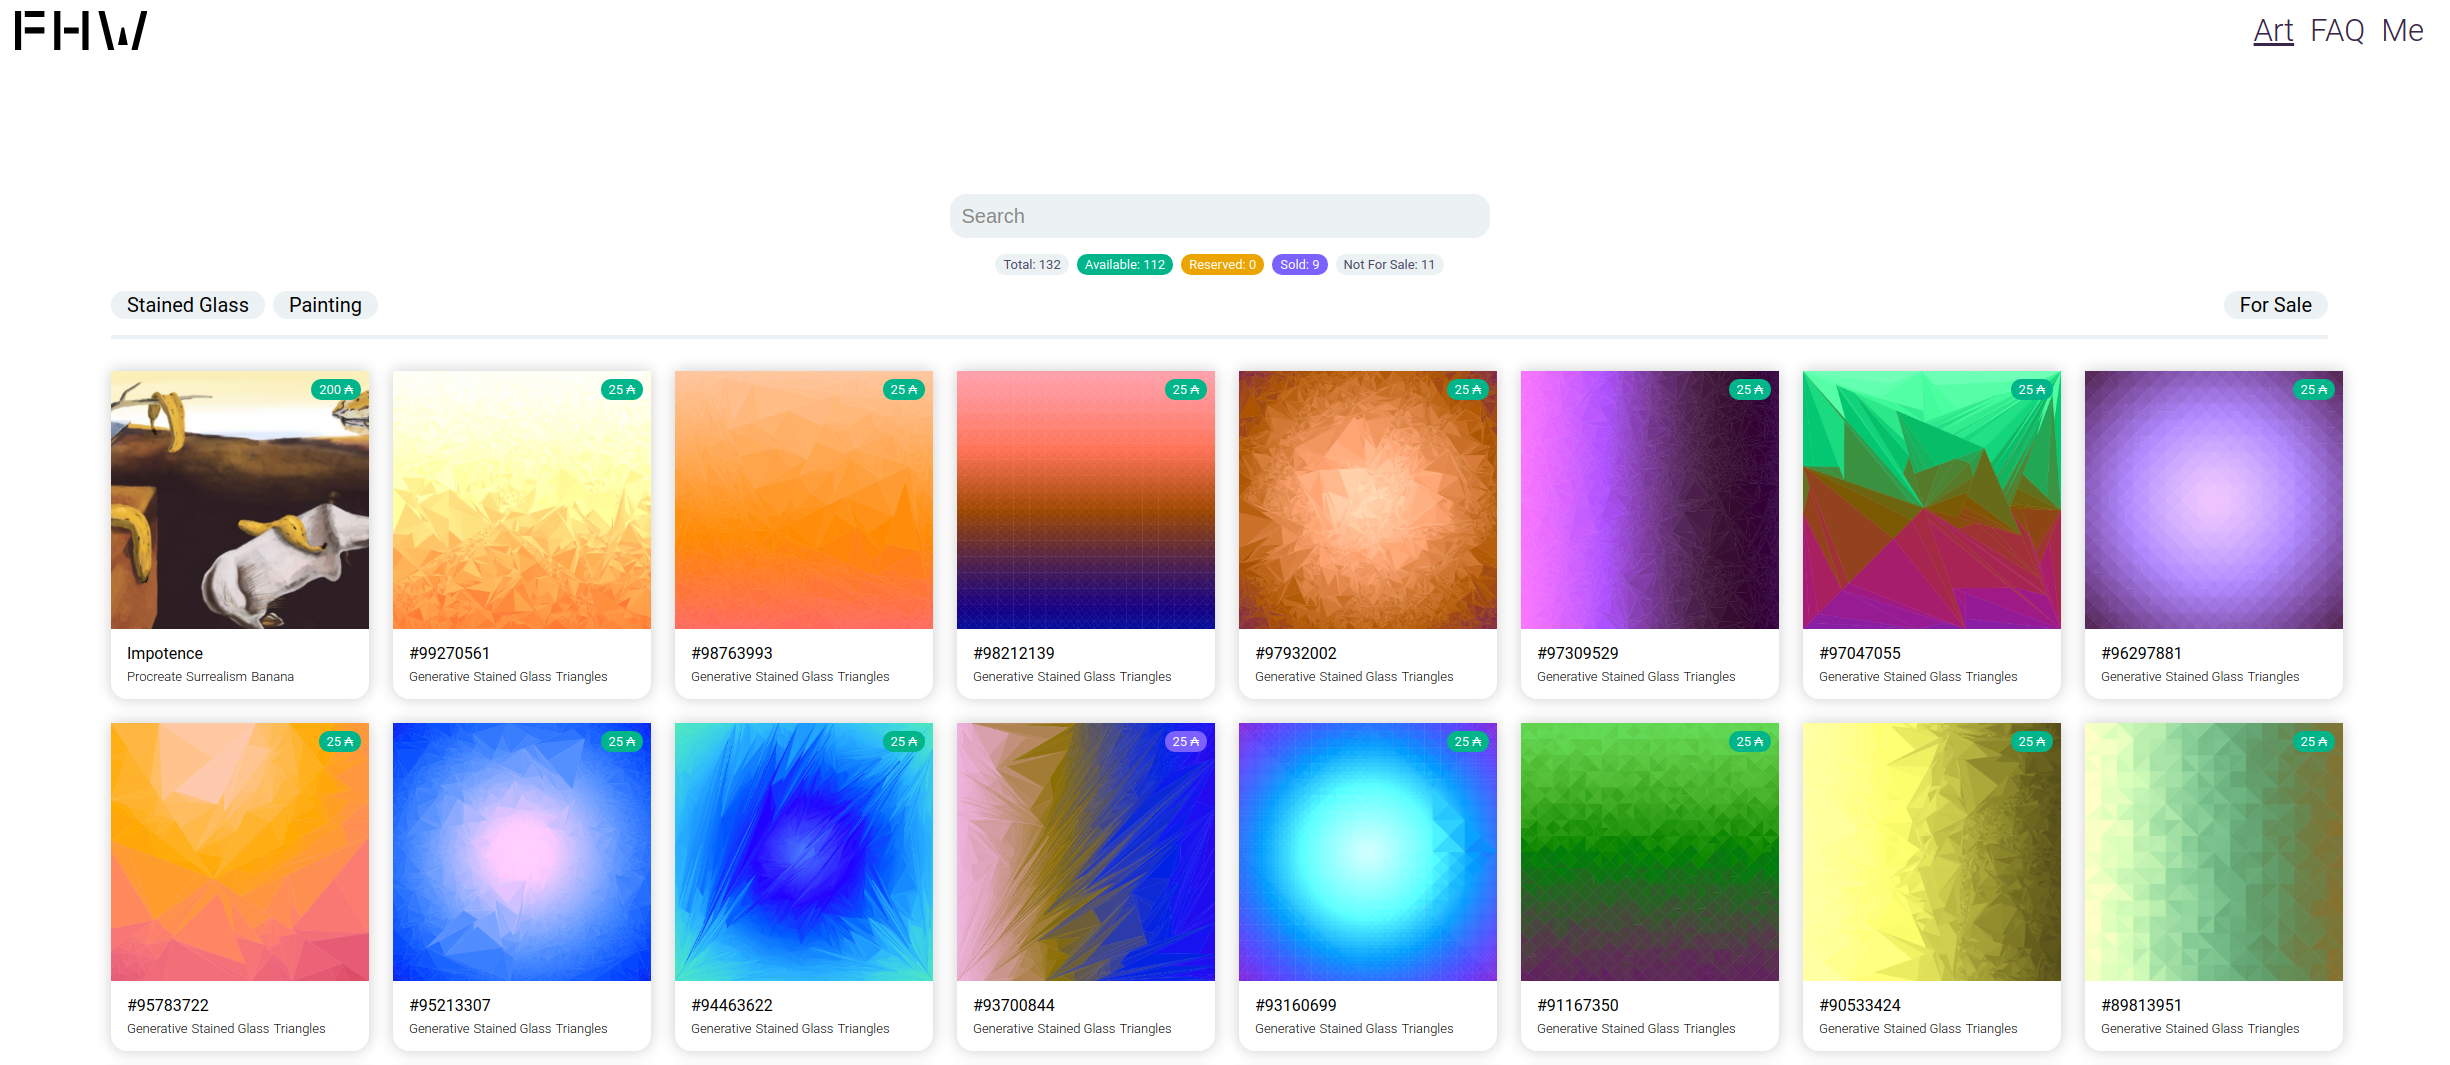 FHW
Art FAQ Me
Search
Total: 132 Available: 112 Reserved: 0 Sold: 9 Not For Sale: 11
Stained Glass Painting For Sale
200 ₳ 25 ₳ 25 ₳ 25 ₳ 25 ₳ 25 ₳ 25 ₳ 25 ₳
Impotence #99270561 #98763993 #98212139 #97932002 #97309529 #97047055 #96297881
Procreate Surrealism Banana Generative Stained Glass Triangles Generative Stained Glass Triangles Generative Stained Glass Triangles Generative Stained Glass Triangles Generative Stained Glass Triangles Generative Stained Glass Triangles Generative Stained Glass Triangles
25 ₳ 25 ₳ 25 ₳ 25 ₳ 25 ₳ 25 ₳ 25 ₳ 25 ₳
#95783722 #95213307 #94463622 #93700844 #93160699 #91167350 #90533424 #89813951
Generative Stained Glass Triangles Generative Stained Glass Triangles Generative Stained Glass Triangles Generative Stained Glass Triangles Generative Stained Glass Triangles Generative Stained Glass Triangles Generative Stained Glass Triangles Generative Stained Glass Triangles